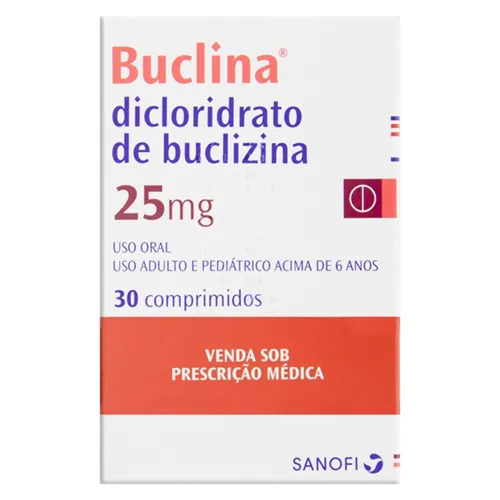 Buclina®
dicloridrato
de buclizina
25mg
USO ORAL
USO ADULTO E PEDIÁTRICO ACIMA DE 6 ANOS
30 comprimidos
VENDA SOB
PRESCRIÇÃO MÉDICA
SANOFI